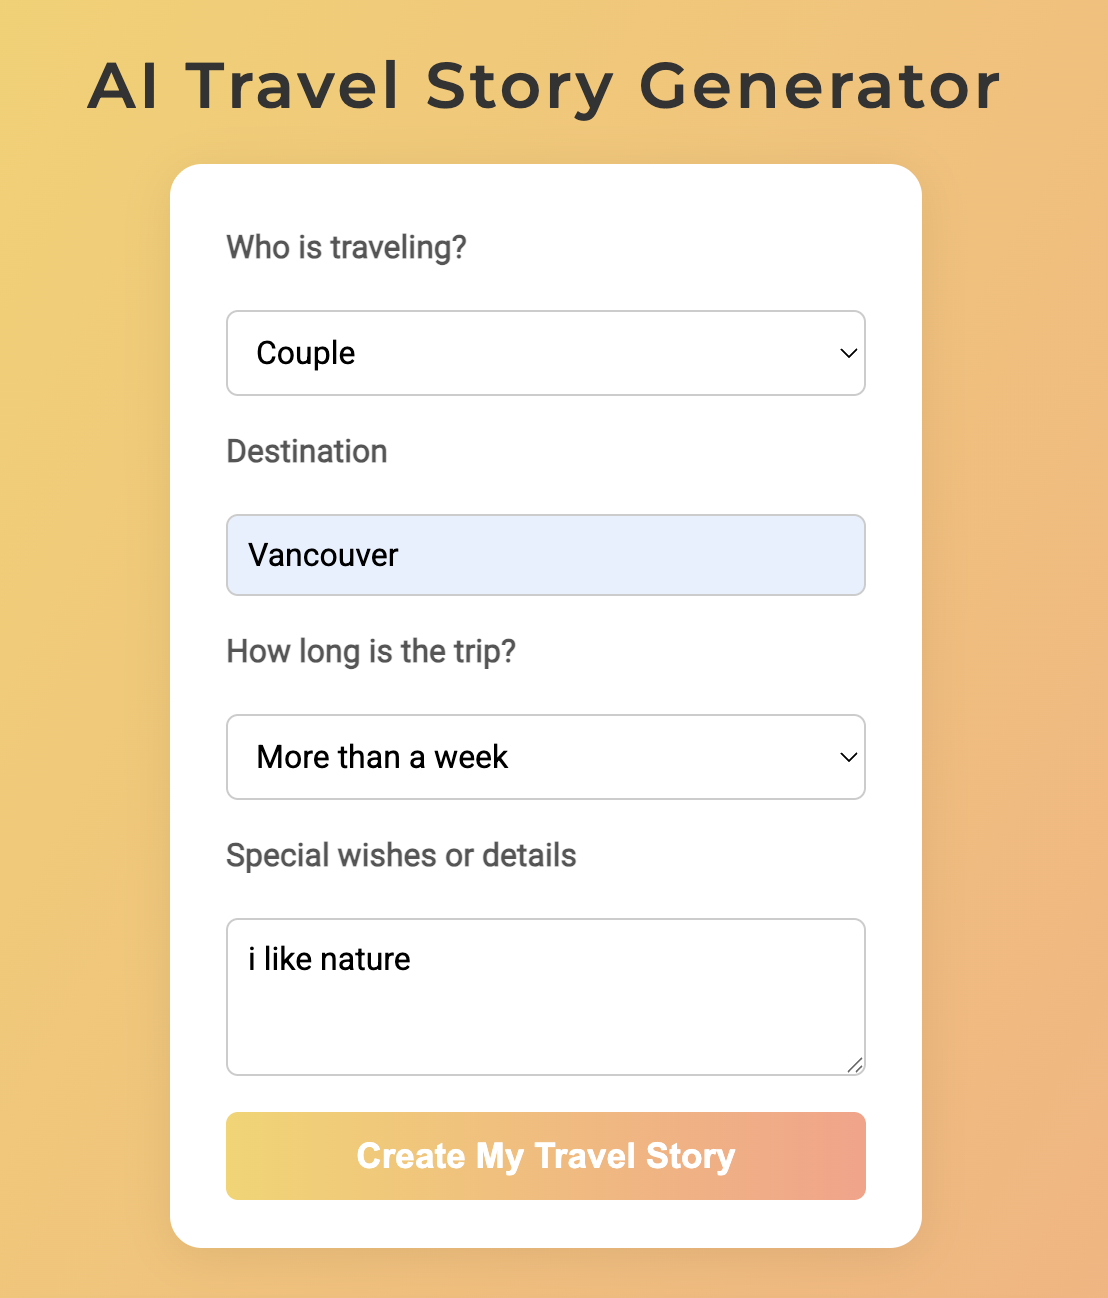 AI Travel Story Generator
Who is traveling?
Couple
Destination
Vancouver
How long is the trip?
More than a week
Special wishes or details
i like nature
Create My Travel Story